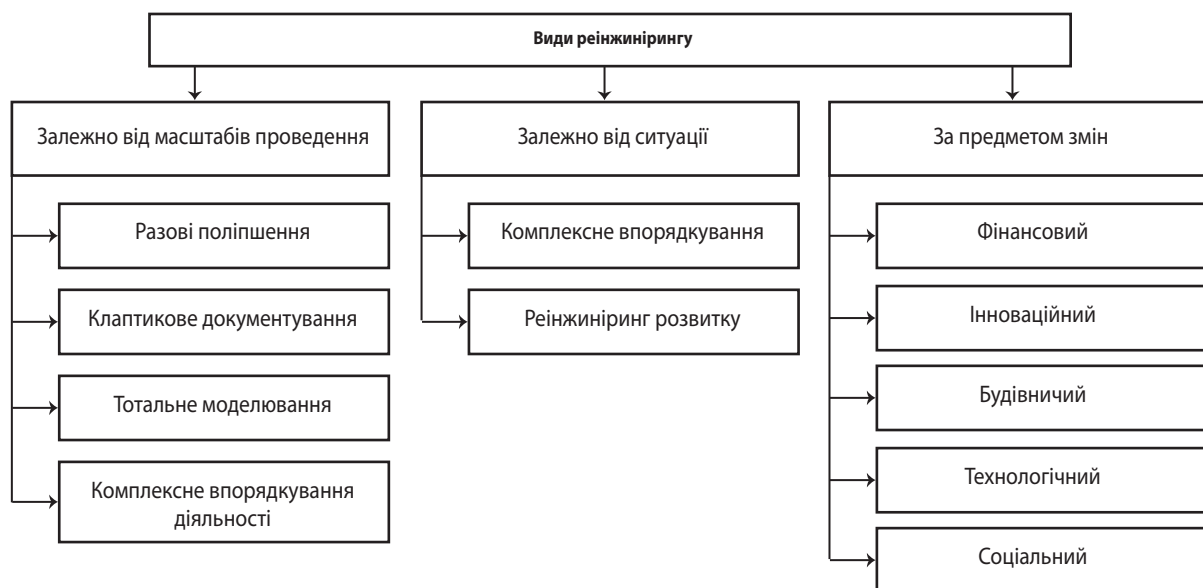 Види реінжинірингу
Залежно від масштабів проведення
Разові поліпшення
Клаптикове документування
Тотальне моделювання
Комплексне впорядкування
діяльності
Залежно від ситуації
Комплексне впорядкування
Реінжиніринг розвитку
За предметом змін
Фінансовий
Інноваційний
Будівничий
Технологічний
Соціальний